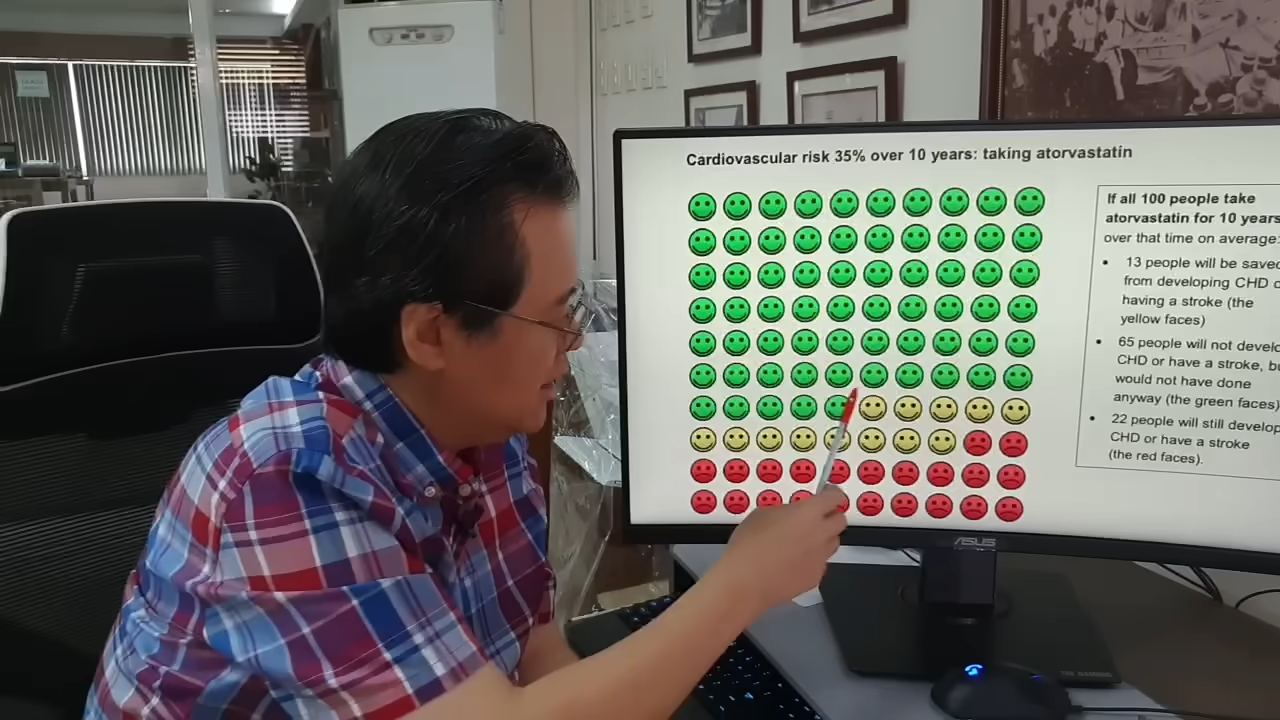 Cardiovascular risk 35% over 10 years: taking atorvastatin
If all 100 people take
atorvastatin for 10 years
over that time on average:
• 13 people will be saved
from developing CHD
having a stroke (the
yellow faces)
• 65 people will not
CHD or have a stroke,
would not have done
anyway (the green faces)
• 22 people will still develop
CHD or have a stroke
(the red faces).
ASUS